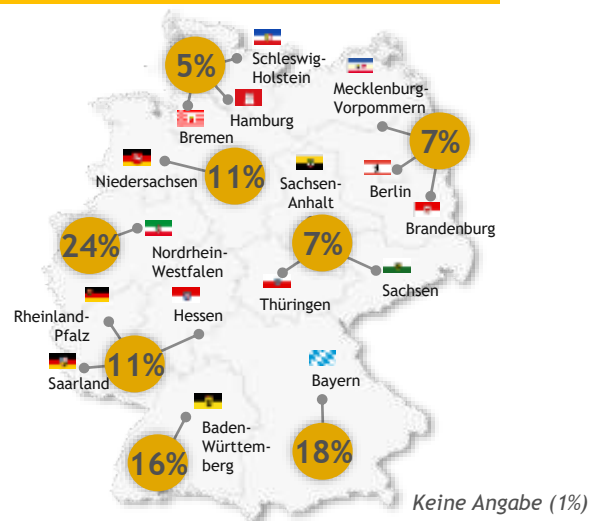 Schleswig-
Holstein
5%
Hamburg
Bremen
Mecklenburg-
Vorpommern
7%
Berlin
Brandenburg
Niedersachsen
11%
Sachsen-
Anhalt
7%
Thüringen
Sachsen
24%
Nordrhein-
Westfalen
Rheinland-
Pfalz
Hessen
11%
Saarland
Bayern
18%
Baden-
Württem-
berg
16%
Keine Angabe (1%)